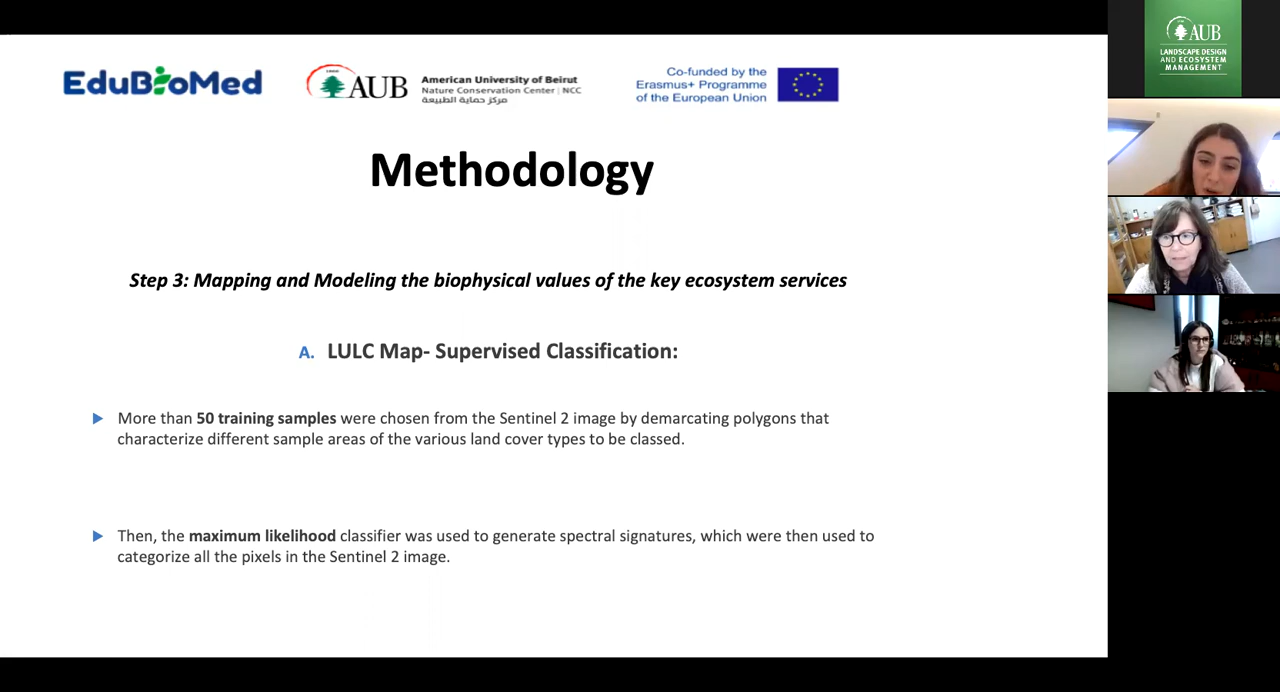 EduBioMed
AUB
American University of Beirut
Nature Conservation Center | NCC
مركز حماية الطبيعة
Co-funded by the
Erasmus+ Programme
of the European Union
Methodology
Step 3: Mapping and Modeling the biophysical values of the key ecosystem services
A. LULC Map- Supervised Classification:
More than 50 training samples were chosen from the Sentinel 2 image by demarcating polygons that
characterize different sample areas of the various land cover types to be classed.
Then, the maximum likelihood classifier was used to generate spectral signatures, which were then used to
categorize all the pixels in the Sentinel 2 image.
AUB
LANDSCAPE DESIGN
AND ECOSYSTEM
MANAGEMENT